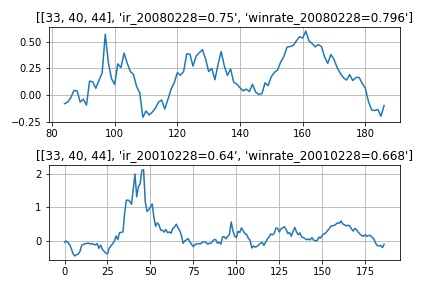 [[33, 40, 44], 'ir_20080228=0.75', 'winrate_20080228=0.796']
0.50
0.25
0.00
−0.25
80 100 120 140 160 180
[[33, 40, 44], 'ir_20010228=0.64', 'winrate_20010228=0.668']
2
1
0
0 25 50 75 100 125 150 175